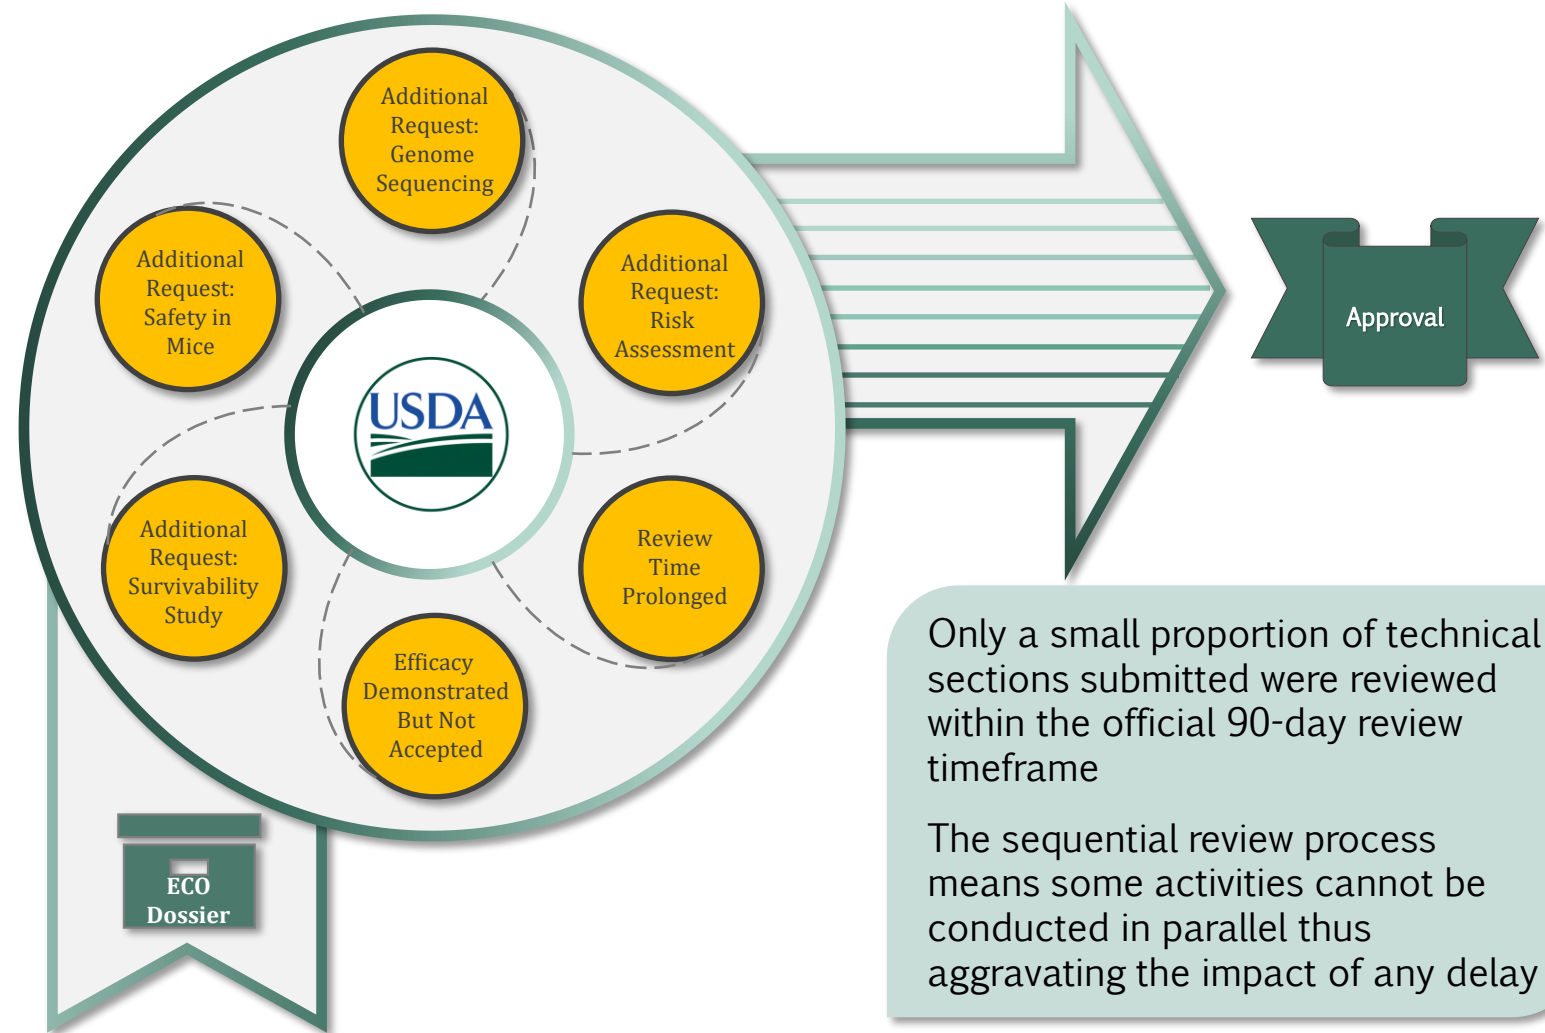 Additional
Request:
Genome
Sequencing
Additional
Request:
Safety in
Mice
Additional
Request:
Risk
Assessment
USDA
Additional
Request:
Survivability
Study
Review
Time
Prolonged
Efficacy
Demonstrated
But Not
Accepted
ECO
Dossier
Approval
Only a small proportion of technical
sections submitted were reviewed
within the official 90-day review
timeframe
The sequential review process
means some activities cannot be
conducted in parallel thus
aggravating the impact of any delay